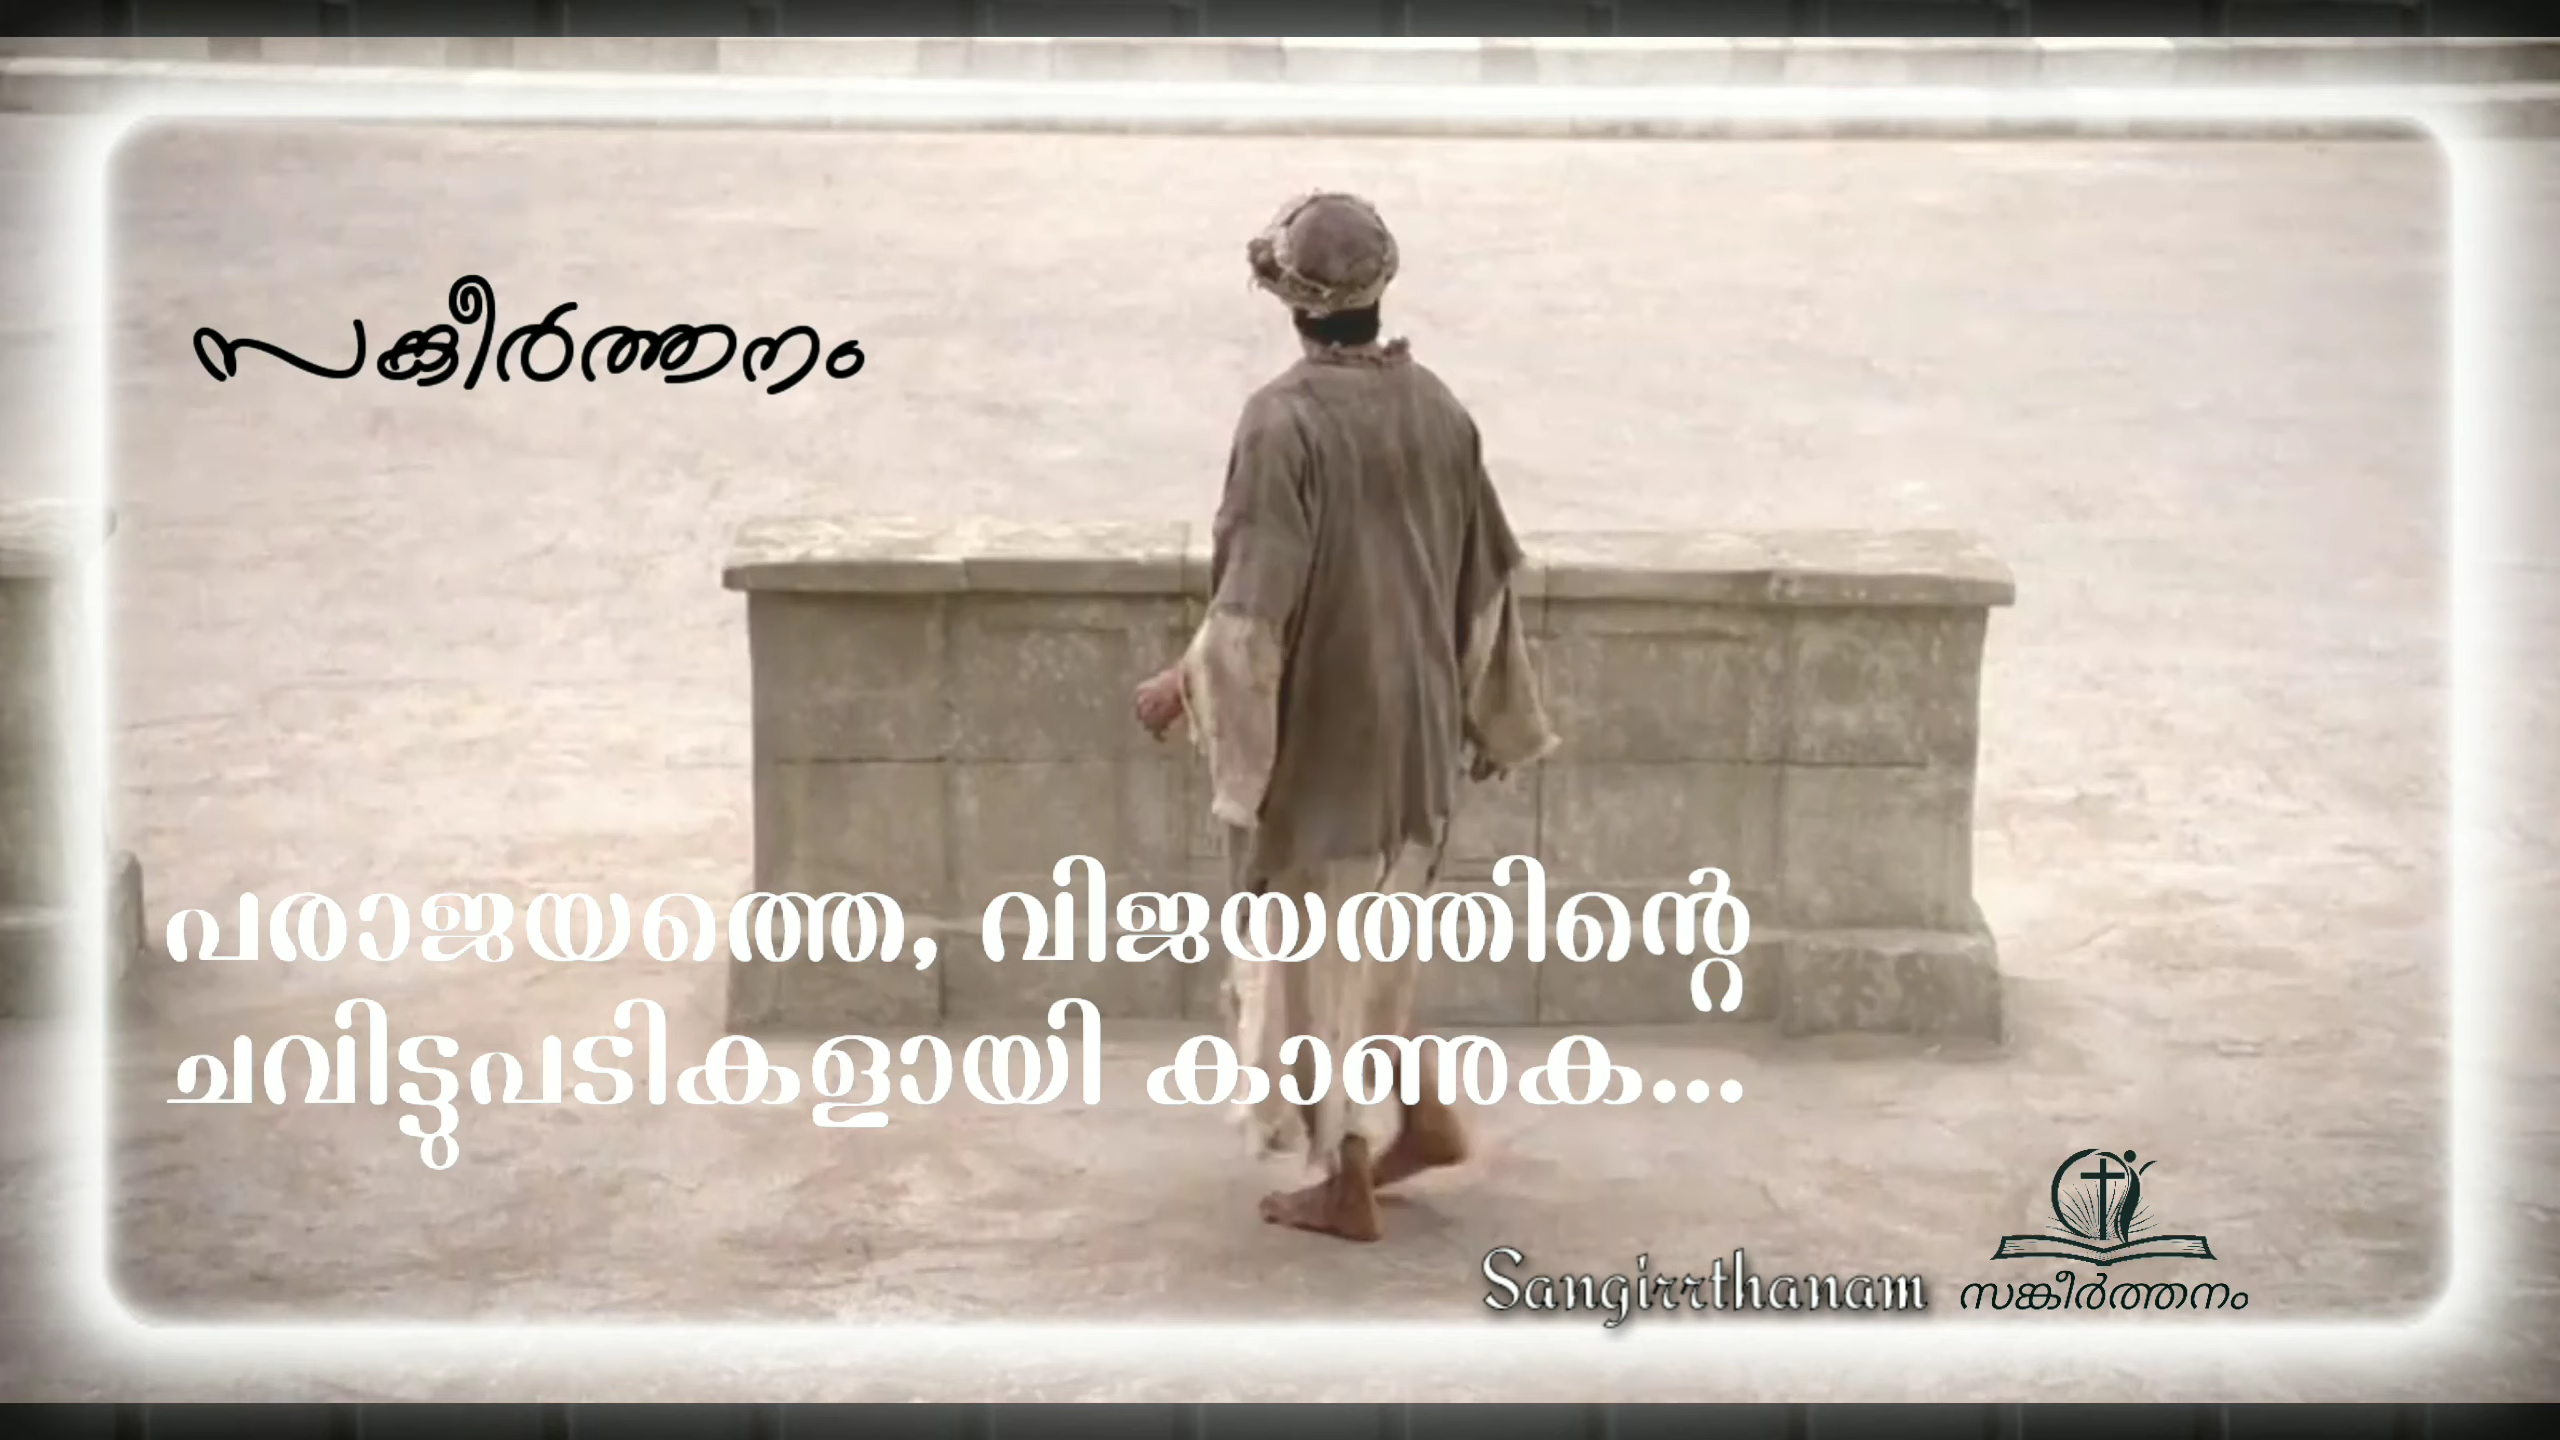 സങ്കീർത്തനം
പരാജയത്തെ, വിജയത്തിന്റെ
ചവിട്ടുപടികളായി കാണുക...
Sangirrthanam
സങ്കീർത്തനം